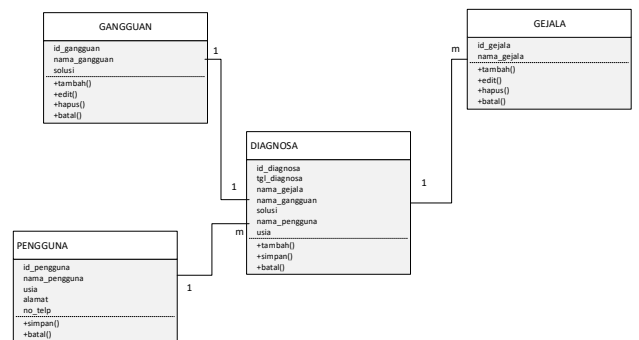 GANGGUAN
id_gangguan
nama_gangguan
solusi
+tambah()
+edit()
+hapus()
+batal()
1
GEJALA
id_gejala
nama_gejala
+tambah()
+edit()
+hapus()
+batal()
m
DIAGNOSA
id_diagnosa
tgl_diagnosa
nama_gejala
nama_gangguan
solusi
nama_pengguna
usia
+tambah()
+simpan()
+batal()
1
1
m
PENGGUNA
id_pengguna
nama_pengguna
usia
alamat
no_telp
+simpan()
+batal()
1